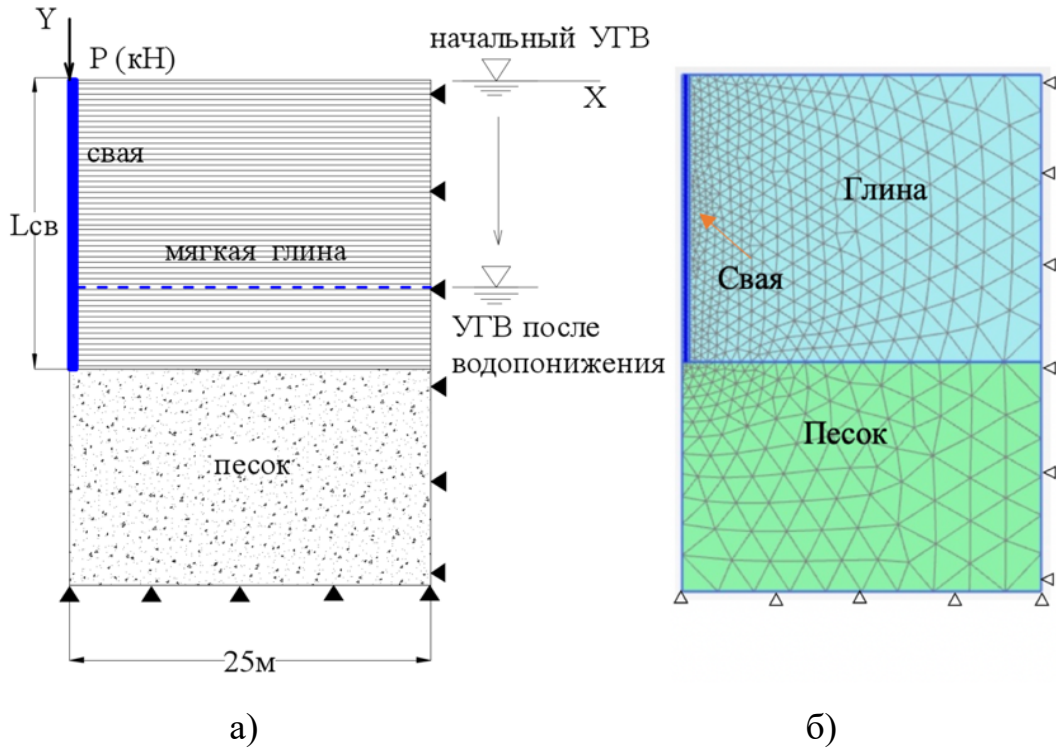 Y
P (кН)
начальный УГВ
X
свая
Lсв
мягкая глина
УГВ после
водопонижения
песок
25м
а)
Глина
Свая
Песок
б)